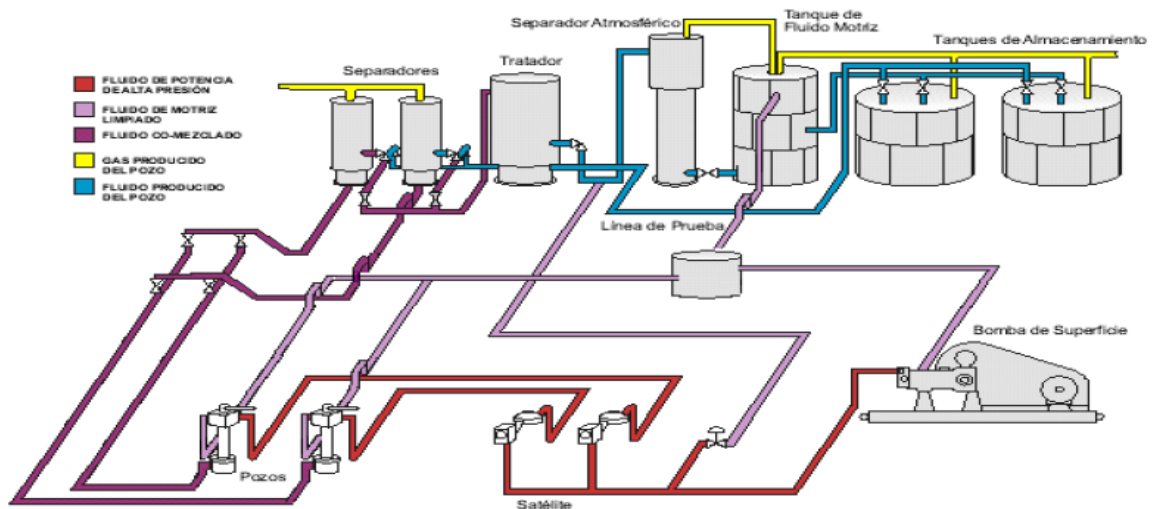 Separador Atmosférico
Tanque de
Fluido Motriz
Tanques de Almacenamiento
Separadores
Tratador
FLUIDO DE POTENCIA
DE ALTA PRESIÓN
FLUIDO DE MOTRIZ
LIMPIADO
FLUIDO CO-MEZCLADO
GAS PRODUCIDO
DEL POZO
FLUIDO PRODUCIDO
DEL POZO
Línea de Prueba
Bomba de Superficie
Pozos
Satélite